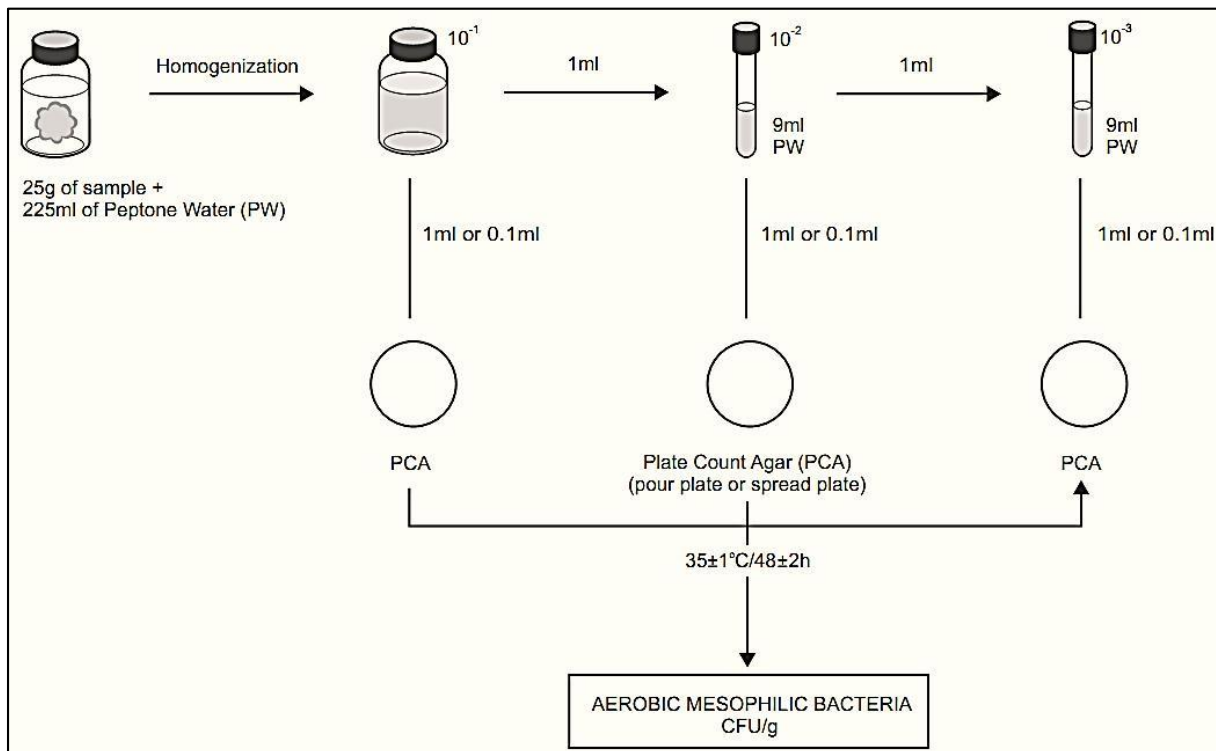 10⁻¹
10⁻²
10⁻³
Homogenization
1ml
1ml
9ml
PW
9ml
PW
25g of sample +
225ml of Peptone Water (PW)
1ml or 0.1ml
1ml or 0.1ml
1ml or 0.1ml
PCA
Plate Count Agar (PCA)
(pour plate or spread plate)
PCA
35±1°C/48±2h
AEROBIC MESOPHILIC BACTERIA
CFU/g